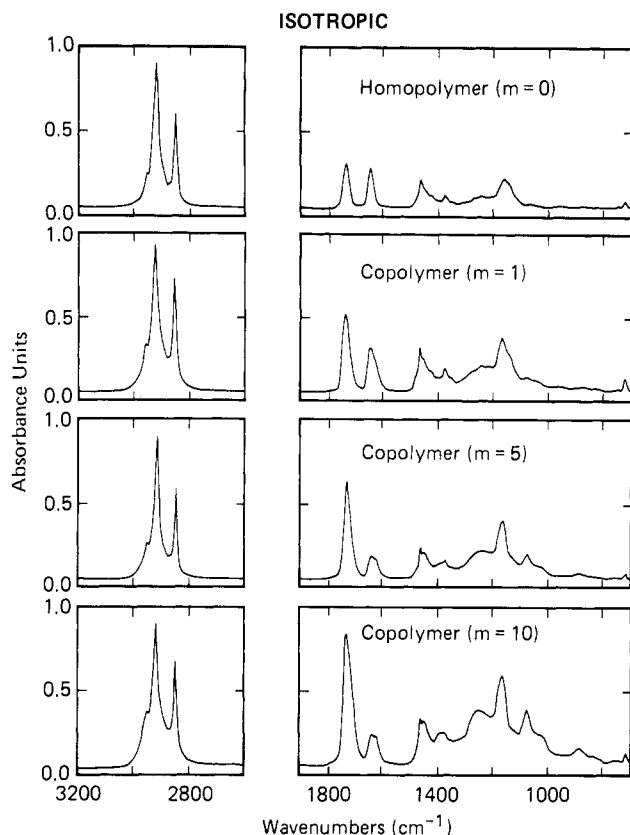 ISOTROPIC
1.0
0.5
0.0
Homopolymer (m = 0)
1.0
0.5
0.0
Copolymer (m = 1)
1.0
0.5
0.0
Copolymer (m = 5)
1.0
0.5
0
Copolymer (m = 10)
Absorbance Units
3200 2800 1800 1400 1000
Wavenumbers (cm⁻¹)